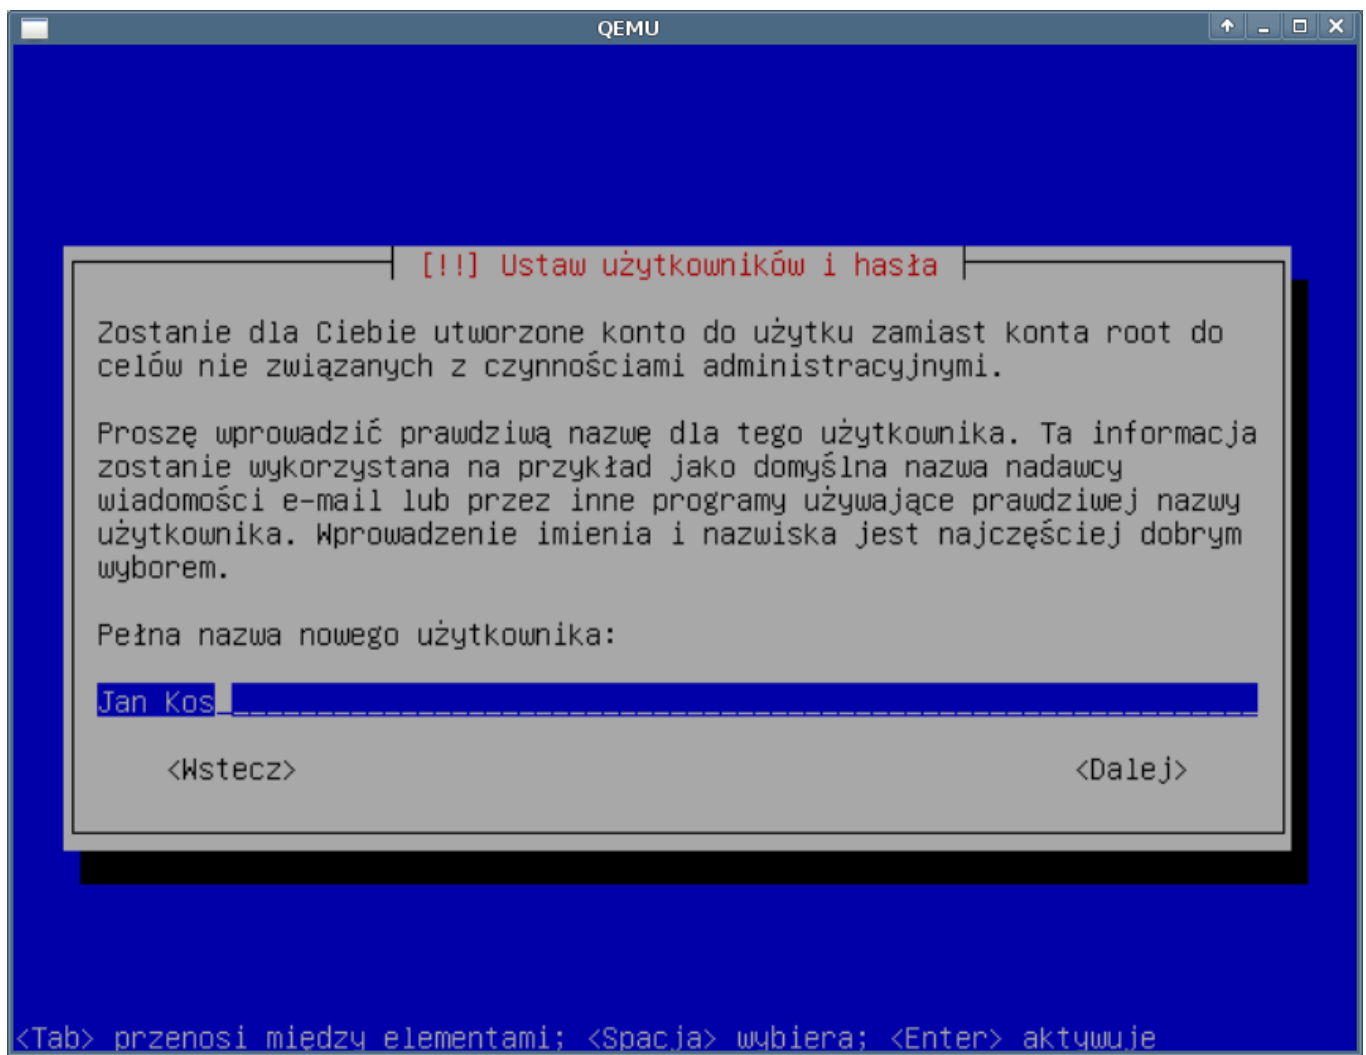 QEMU
[!!] Ustaw użytkowników i hasła
Zostanie dla Ciebie utworzone konto do użytku zamiast konta root do
celów nie związanych z czynnościami administracyjnymi.
Proszę wprowadzić prawdziwą nazwę dla tego użytkownika. Ta informacja
zostanie wykorzystana na przykład jako domyślna nazwa nadawcy
wiadomości e-mail lub przez inne programy używające prawdziwej nazwy
użytkownika. Wprowadzenie imienia i nazwiska jest najczęściej dobrym
wyborem.
Pełna nazwa nowego użytkownika:
Jan Kos
<Wstecz> <Dalej>
<Tab> przenosi między elementami; <Spacja> wybiera; <Enter> aktywuje